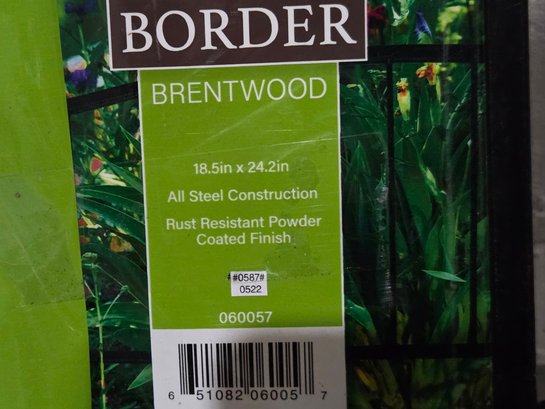 BORDER
BRENTWOOD
18.5in x 24.2in
All Steel Construction
Rust Resistant Powder
Coated Finish
#0587#
0522
060057
6 51082 06005 7